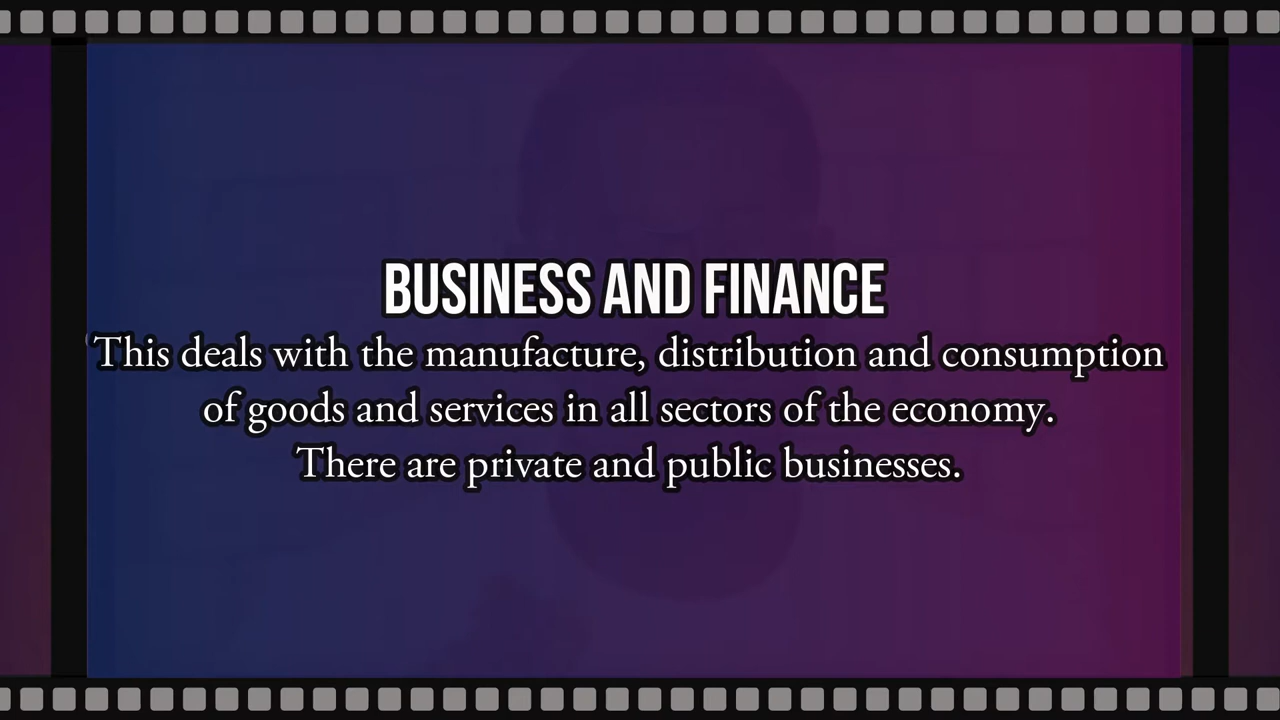 BUSINESS AND FINANCE
This deals with the manufacture, distribution and consumption
of goods and services in all sectors of the economy.
There are private and public businesses.